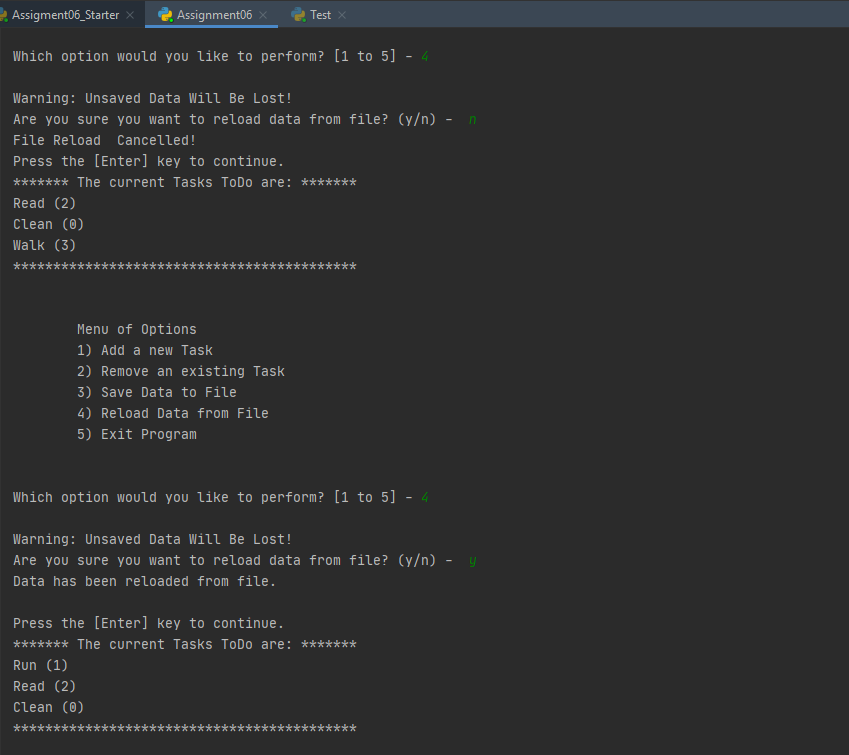 Assigment06_Starter Assignment06 Test
Which option would you like to perform? [1 to 5] - 4
Warning: Unsaved Data Will Be Lost!
Are you sure you want to reload data from file? (y/n) -  n
File Reload  Cancelled!
Press the [Enter] key to continue.
******* The current Tasks ToDo are: *******
Read (2)
Clean (0)
Walk (3)
*******************************************
Menu of Options
1) Add a new Task
2) Remove an existing Task
3) Save Data to File
4) Reload Data from File
5) Exit Program
Which option would you like to perform? [1 to 5] - 4
Warning: Unsaved Data Will Be Lost!
Are you sure you want to reload data from file? (y/n) -  y
Data has been reloaded from file.
Press the [Enter] key to continue.
******* The current Tasks ToDo are: *******
Run (1)
Read (2)
Clean (0)
*******************************************